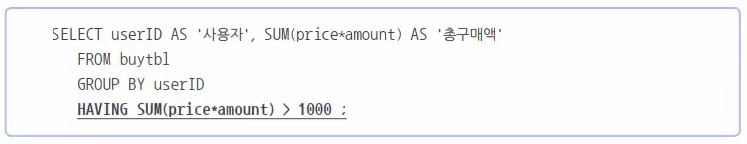 SELECT userID AS '사용자', SUM(price*amount) AS '총구매액'
FROM buytbl
GROUP BY userID
HAVING SUM(price*amount) > 1000 ;